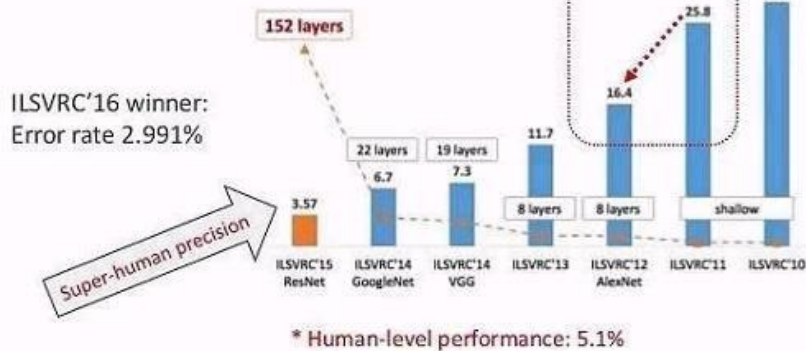 152 layers
25.8
16.4
ILSVRC'16 winner:
Error rate 2.991%
11.7
22 layers
19 layers
6.7
7.3
3.57
8 layers
8 layers
shallow
Super-human precision
ILSVRC'15
ResNet
ILSVRC'14
GoogleNet
ILSVRC'14
VGG
ILSVRC'13
ILSVRC'12
AlexNet
ILSVRC'11
ILSVRC'10
* Human-level performance: 5.1%